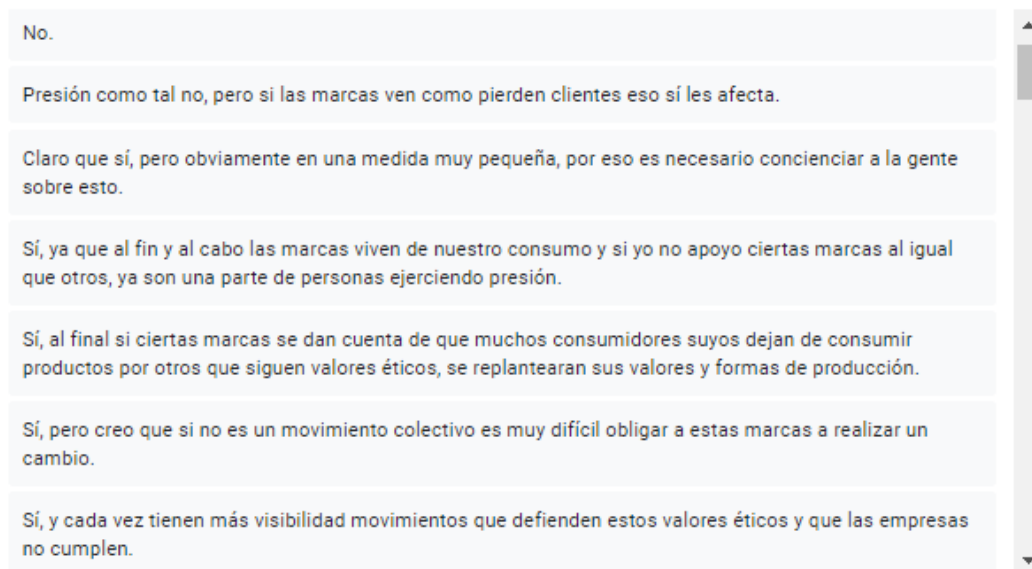 No.
Presión como tal no, pero si las marcas ven como pierden clientes eso sí les afecta.
Claro que sí, pero obviamente en una medida muy pequeña, por eso es necesario concienciar a la gente
sobre esto.
Sí, ya que al fin y al cabo las marcas viven de nuestro consumo y si yo no apoyo ciertas marcas al igual
que otros, ya son una parte de personas ejerciendo presión.
Sí, al final si ciertas marcas se dan cuenta de que muchos consumidores suyos dejan de consumir
productos por otros que siguen valores éticos, se replantearan sus valores y formas de producción.
Sí, pero creo que si no es un movimiento colectivo es muy difícil obligar a estas marcas a realizar un
cambio.
Sí, y cada vez tienen más visibilidad movimientos que defienden estos valores éticos y que las empresas
no cumplen.